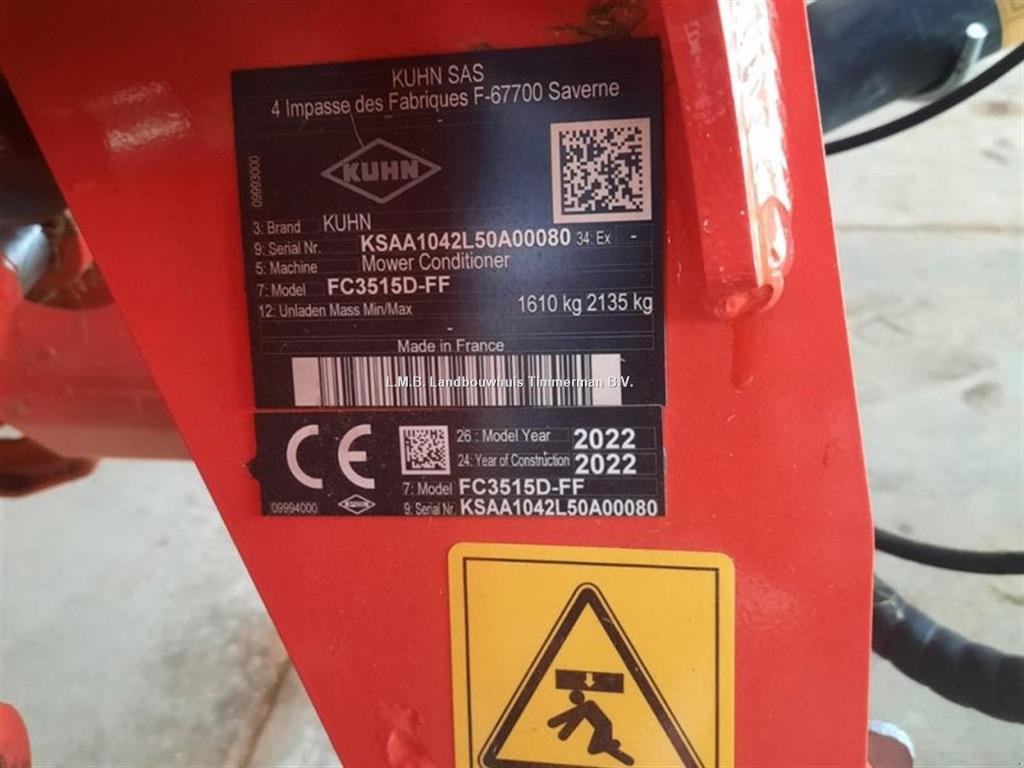 KUHN SAS
4 Impasse des Fabriques F-67700 Saverne
KUHN
09993000
3: Brand KUHN
9: Serial Nr. KSAA1042L50A00080 34: Ex -
5: Machine Mower Conditioner
7: Model FC3515D-FF
12: Unladen Mass Min/Max 1610 kg 2135 kg
-
Made in France
L.M.B. Landbouwhuis Timmerman B.V.
CE
26: Model Year 2022
24: Year of Construction 2022
7: Model FC3515D-FF
09994000 KUHN 9: Serial Nr. KSAA1042L50A00080